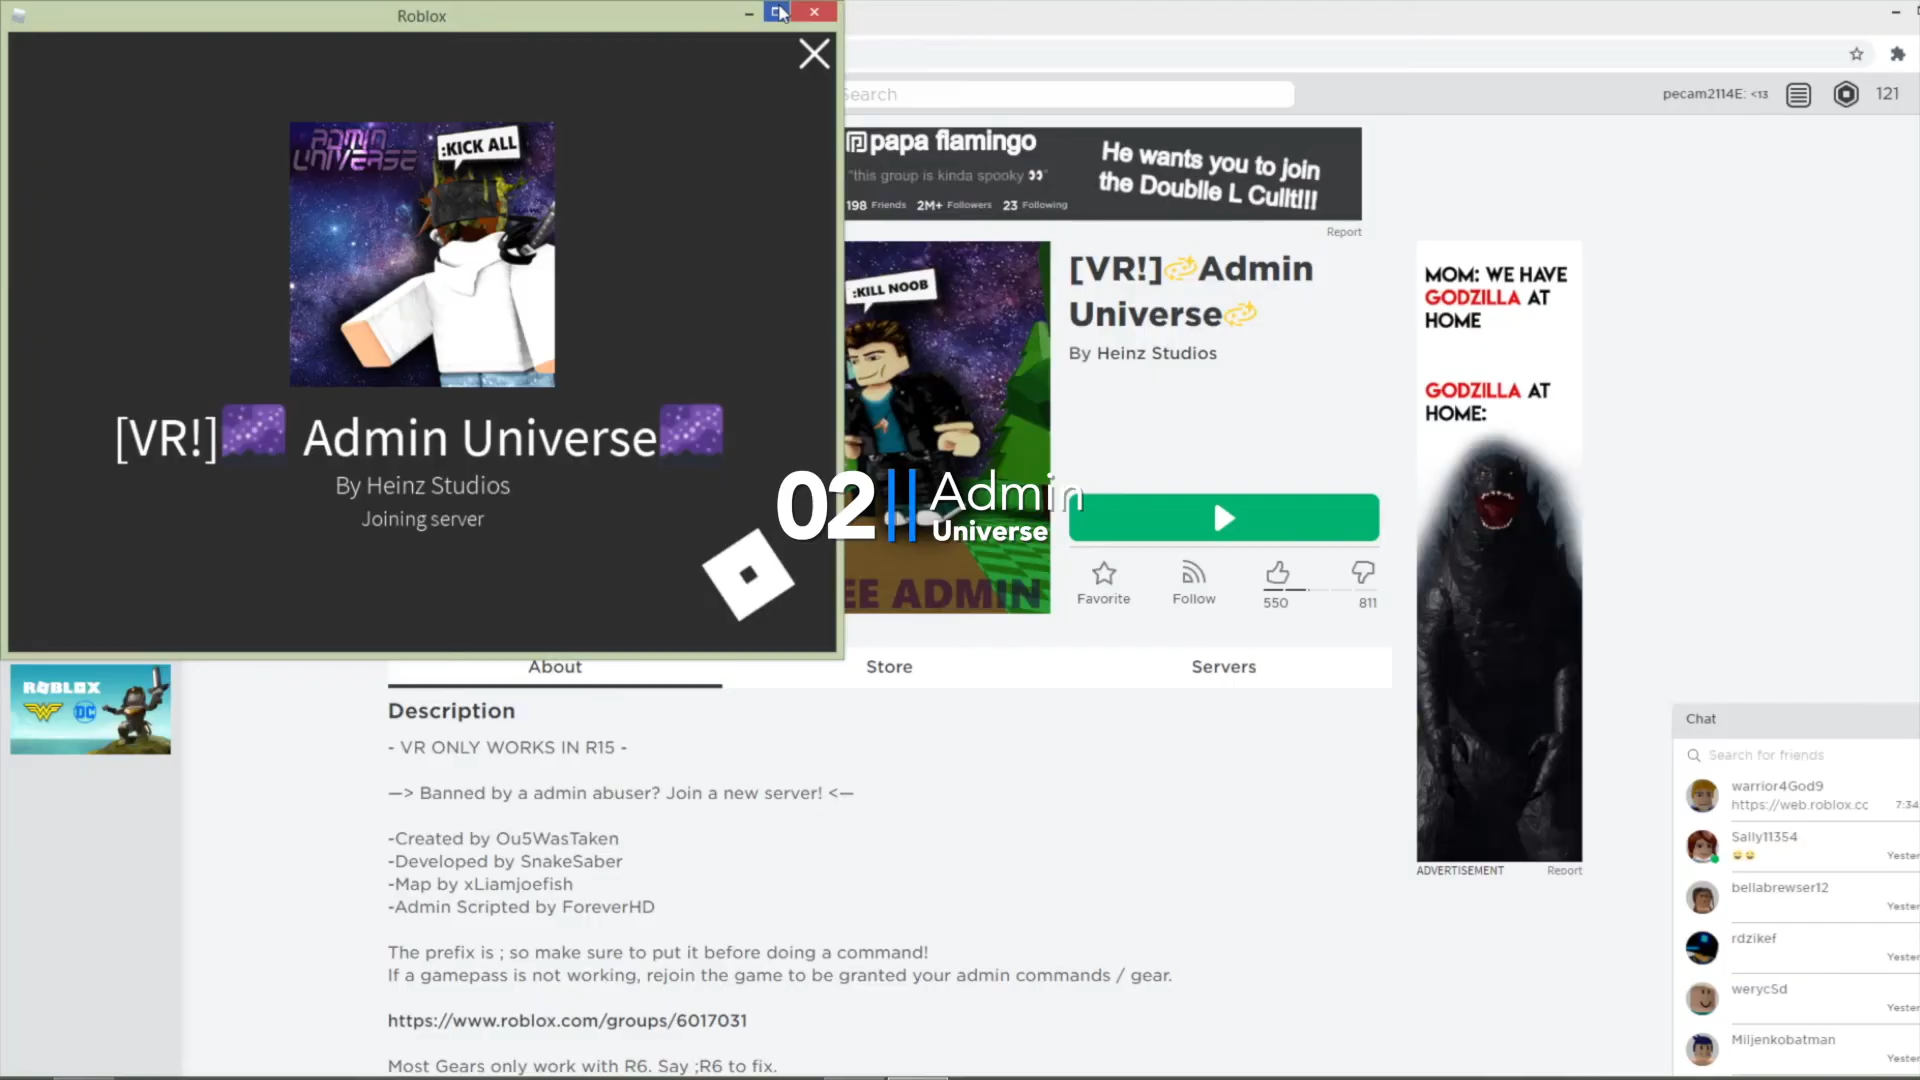 Roblox
ADMIN
UNIVERSE
:KICK ALL
[VR!] Admin Universe
By Heinz Studios
Joining server
Search
pecam2114E: <13
121
papa flamingo
"this group is kinda spooky 👀"
198 Friends 2M+ Followers 23 Following
He wants you to join
the Doublle L Cullt!!!
Report
:KILL NOOB
EE ADMIN
[VR!]💫Admin
Universe💫
By Heinz Studios
02 || Admin
Universe
Favorite
Follow
550
811
MOM: WE HAVE
GODZILLA AT
HOME
GODZILLA AT
HOME:
ADVERTISEMENT
Report
ROBLOX
DC
About
Store
Servers
Description
- VR ONLY WORKS IN R15 -
—> Banned by a admin abuser? Join a new server! <—
-Created by Ou5WasTaken
-Developed by SnakeSaber
-Map by xLiamjoefish
-Admin Scripted by ForeverHD
The prefix is ; so make sure to put it before doing a command!
If a gamepass is not working, rejoin the game to be granted your admin commands / gear.
https://www.roblox.com/groups/6017031
Most Gears only work with R6. Say ;R6 to fix.
Chat
Search for friends
warrior4God9
https://web.roblox.cc 7:34
Sally11354
😄😄 Yester
bellabrewser12
Yester
rdzikef
Yester
werycSd
Yester
Miljenkobatman
Yester